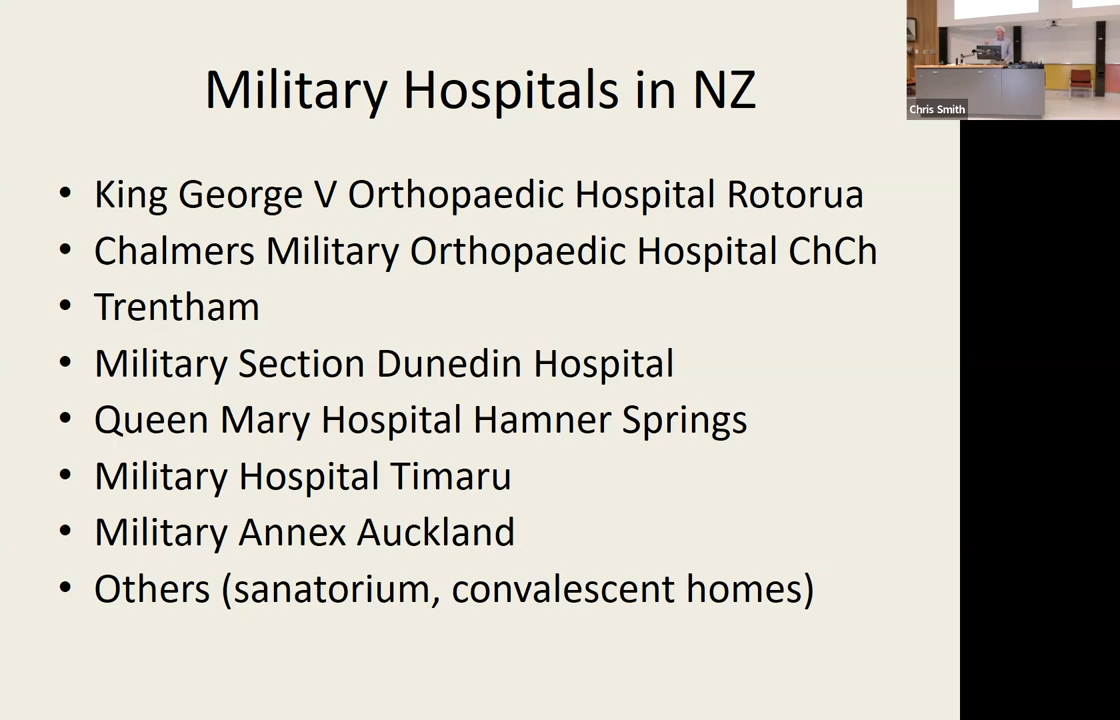 Military Hospitals in NZ
Chris Smith
• King George V Orthopaedic Hospital Rotorua
• Chalmers Military Orthopaedic Hospital ChCh
• Trentham
• Military Section Dunedin Hospital
• Queen Mary Hospital Hamner Springs
• Military Hospital Timaru
• Military Annex Auckland
• Others (sanatorium, convalescent homes)